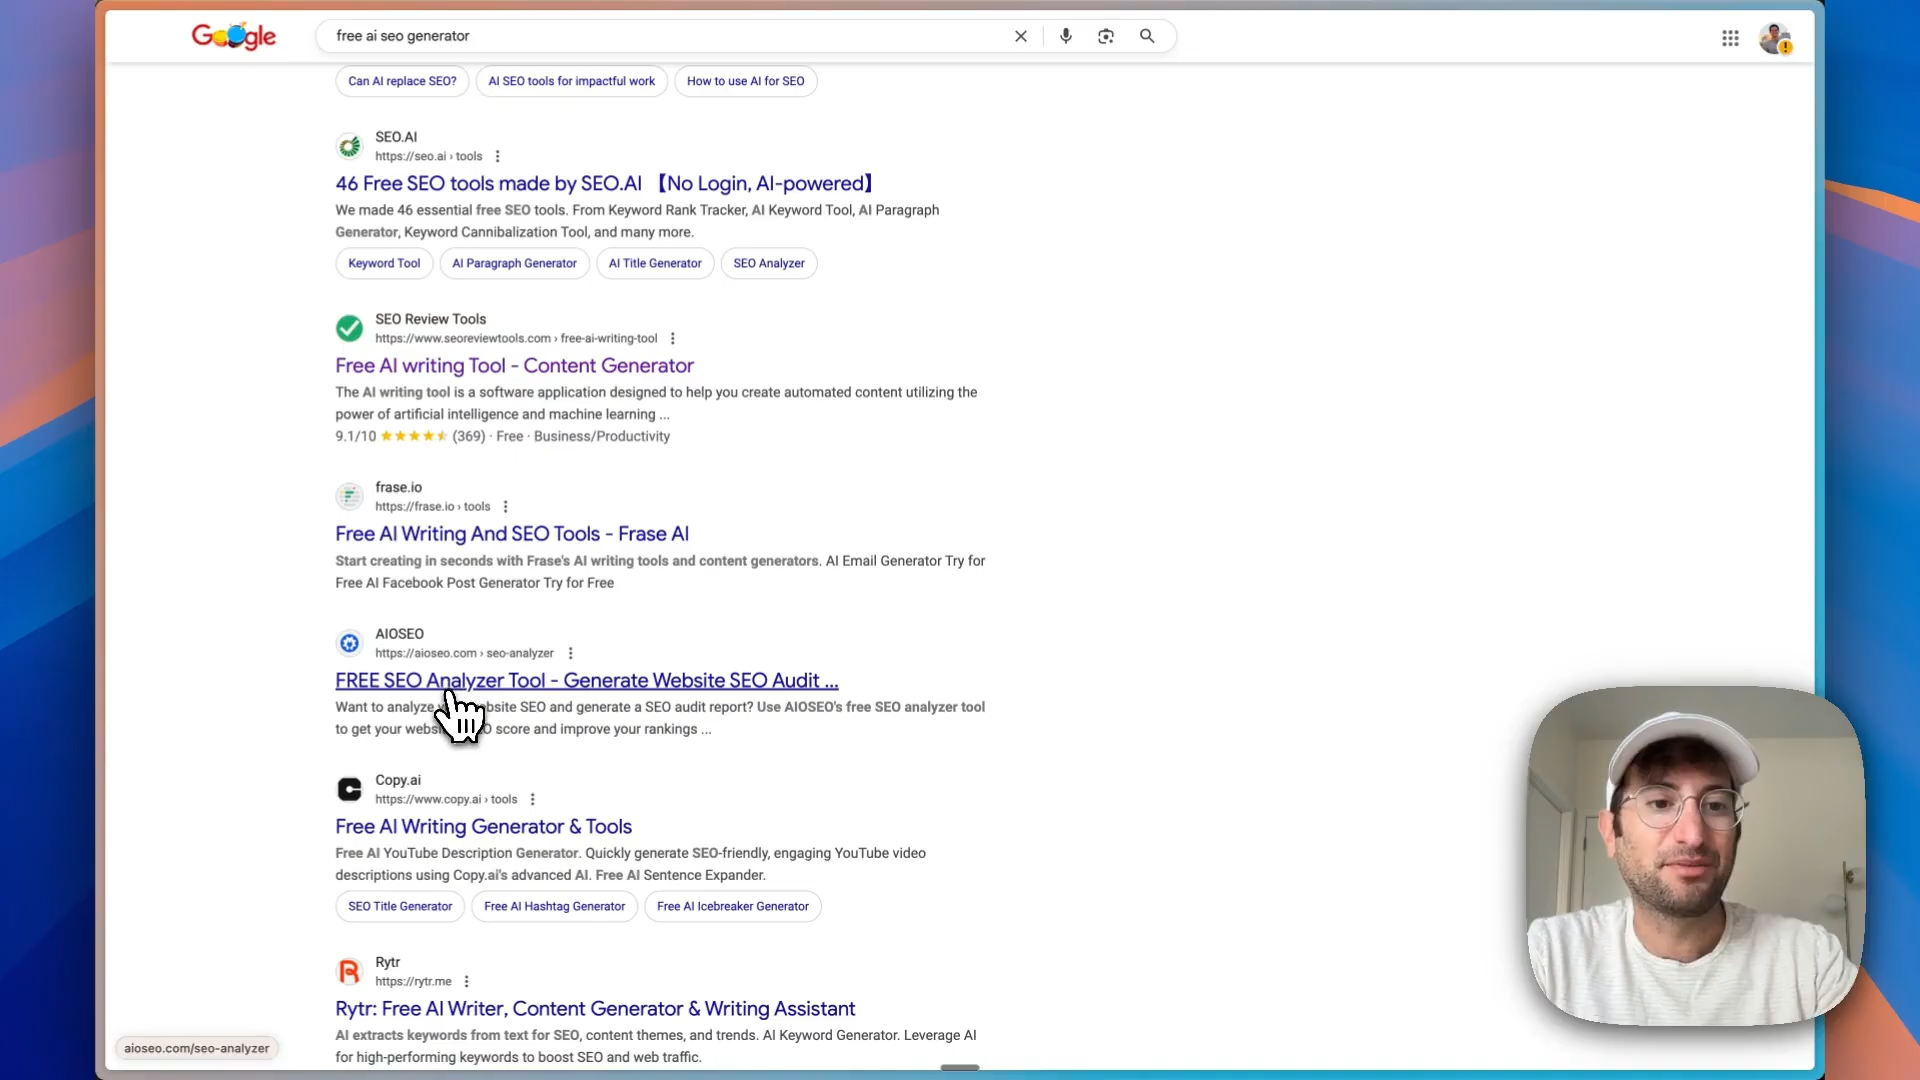 Google
free ai seo generator
Can AI replace SEO?
AI SEO tools for impactful work
How to use AI for SEO
SEO.AI
https://seo.ai › tools
46 Free SEO tools made by SEO.AI 【No Login, AI-powered】
We made 46 essential free SEO tools. From Keyword Rank Tracker, AI Keyword Tool, AI Paragraph
Generator, Keyword Cannibalization Tool, and many more.
Keyword Tool
AI Paragraph Generator
AI Title Generator
SEO Analyzer
SEO Review Tools
https://www.seoreviewtools.com › free-ai-writing-tool
Free AI writing Tool - Content Generator
The AI writing tool is a software application designed to help you create automated content utilizing the
power of artificial intelligence and machine learning ...
9.1/10 (369) · Free · Business/Productivity
frase.io
https://frase.io › tools
Free AI Writing And SEO Tools - Frase AI
Start creating in seconds with Frase's AI writing tools and content generators. AI Email Generator Try for
Free AI Facebook Post Generator Try for Free
AIOSEO
https://aioseo.com › seo-analyzer
FREE SEO Analyzer Tool - Generate Website SEO Audit ...
Want to analyze website SEO and generate a SEO audit report? Use AIOSEO's free SEO analyzer tool
to get your score and improve your rankings ...
Copy.ai
https://www.copy.ai › tools
Free AI Writing Generator & Tools
Free AI YouTube Description Generator. Quickly generate SEO-friendly, engaging YouTube video
descriptions using Copy.ai's advanced AI. Free AI Sentence Expander.
SEO Title Generator
Free AI Hashtag Generator
Free AI Icebreaker Generator
Rytr
https://rytr.me
Rytr: Free AI Writer, Content Generator & Writing Assistant
AI extracts keywords from text for SEO, content themes, and trends. AI Keyword Generator. Leverage AI
for high-performing keywords to boost SEO and web traffic.
aioseo.com/seo-analyzer